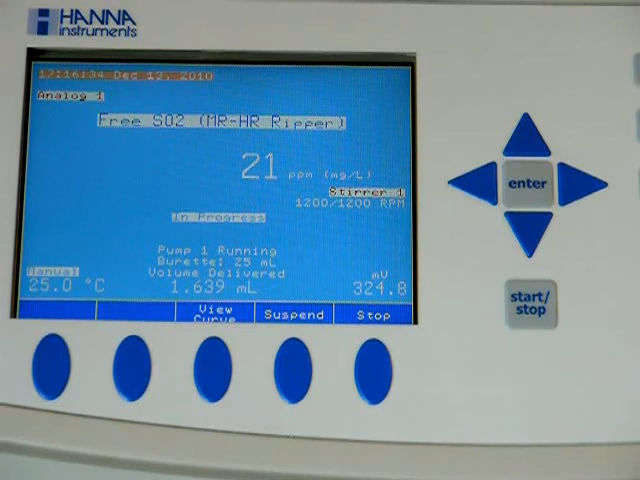 HANNA
instruments
17:16:34 Dec 13, 2010
Analog 1
Free SO2 (MR-HR Ripper)
21 ppm (mg/L)
Stirrer 1
1200/1200 RPM
In Progress
Pump 1 Running
Burette: 25 mL
Manual Volume Delivered mV
25.0 °C 1.639 mL 324.8
View Curve Suspend Stop
enter
start/
stop